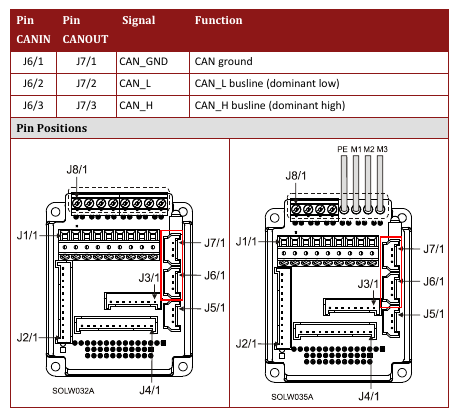 Pin CANIN Pin CANOUT Signal Function
J6/1 J7/1 CAN_GND CAN ground
J6/2 J7/2 CAN_L CAN_L busline (dominant low)
J6/3 J7/3 CAN_H CAN_H busline (dominant high)
Pin Positions
J8/1
J1/1
J7/1
J6/1
J3/1
J5/1
J2/1
J4/1
SOLW032A
PE M1 M2 M3
J8/1
J1/1
J7/1
J6/1
J3/1
J5/1
J2/1
J4/1
SOLW035A